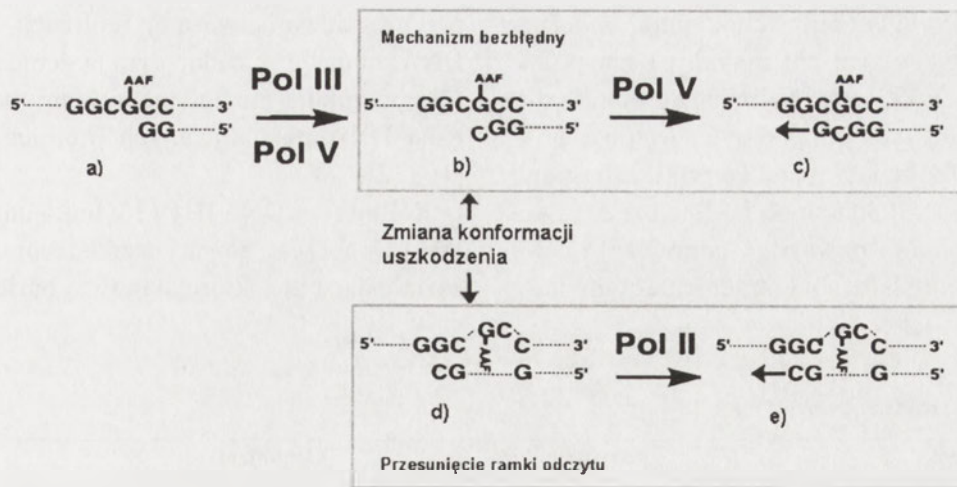 Mechanizm bezbłędny
AAF
5' GGCGCC 3'
GG 5'
a)
Pol III
Pol V
AAF
5' GGCGCC 3'
CGG 5'
b)
Pol V
AAF
5' GGCGCC 3'
GCGG 5'
c)
Zmiana konformacji
uszkodzenia
5' GGC GC C 3'
CG ξ G 5'
d)
Pol II
5' GGC GC C 3'
CG ξ G 5'
e)
Przesunięcie ramki odczytu